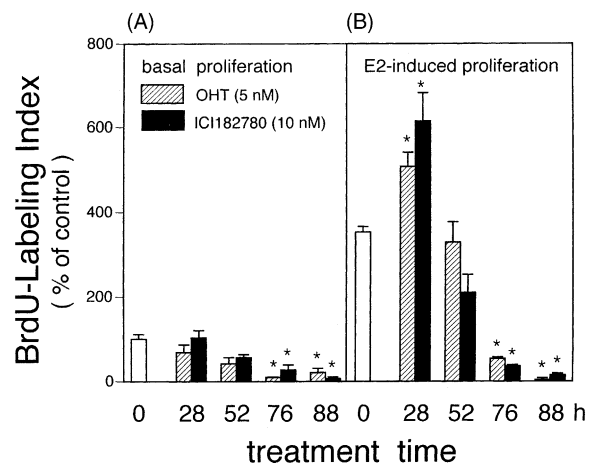 (A)
(B)
800
600
400
200
0
BrdU-Labeling Index
( % of control)
basal proliferation
OHT (5 nM)
ICI182780 (10 nM)
E2-induced proliferation
* * * *
* * * * * *
0 28 52 76 88 0 28 52 76 88 h
treatment time